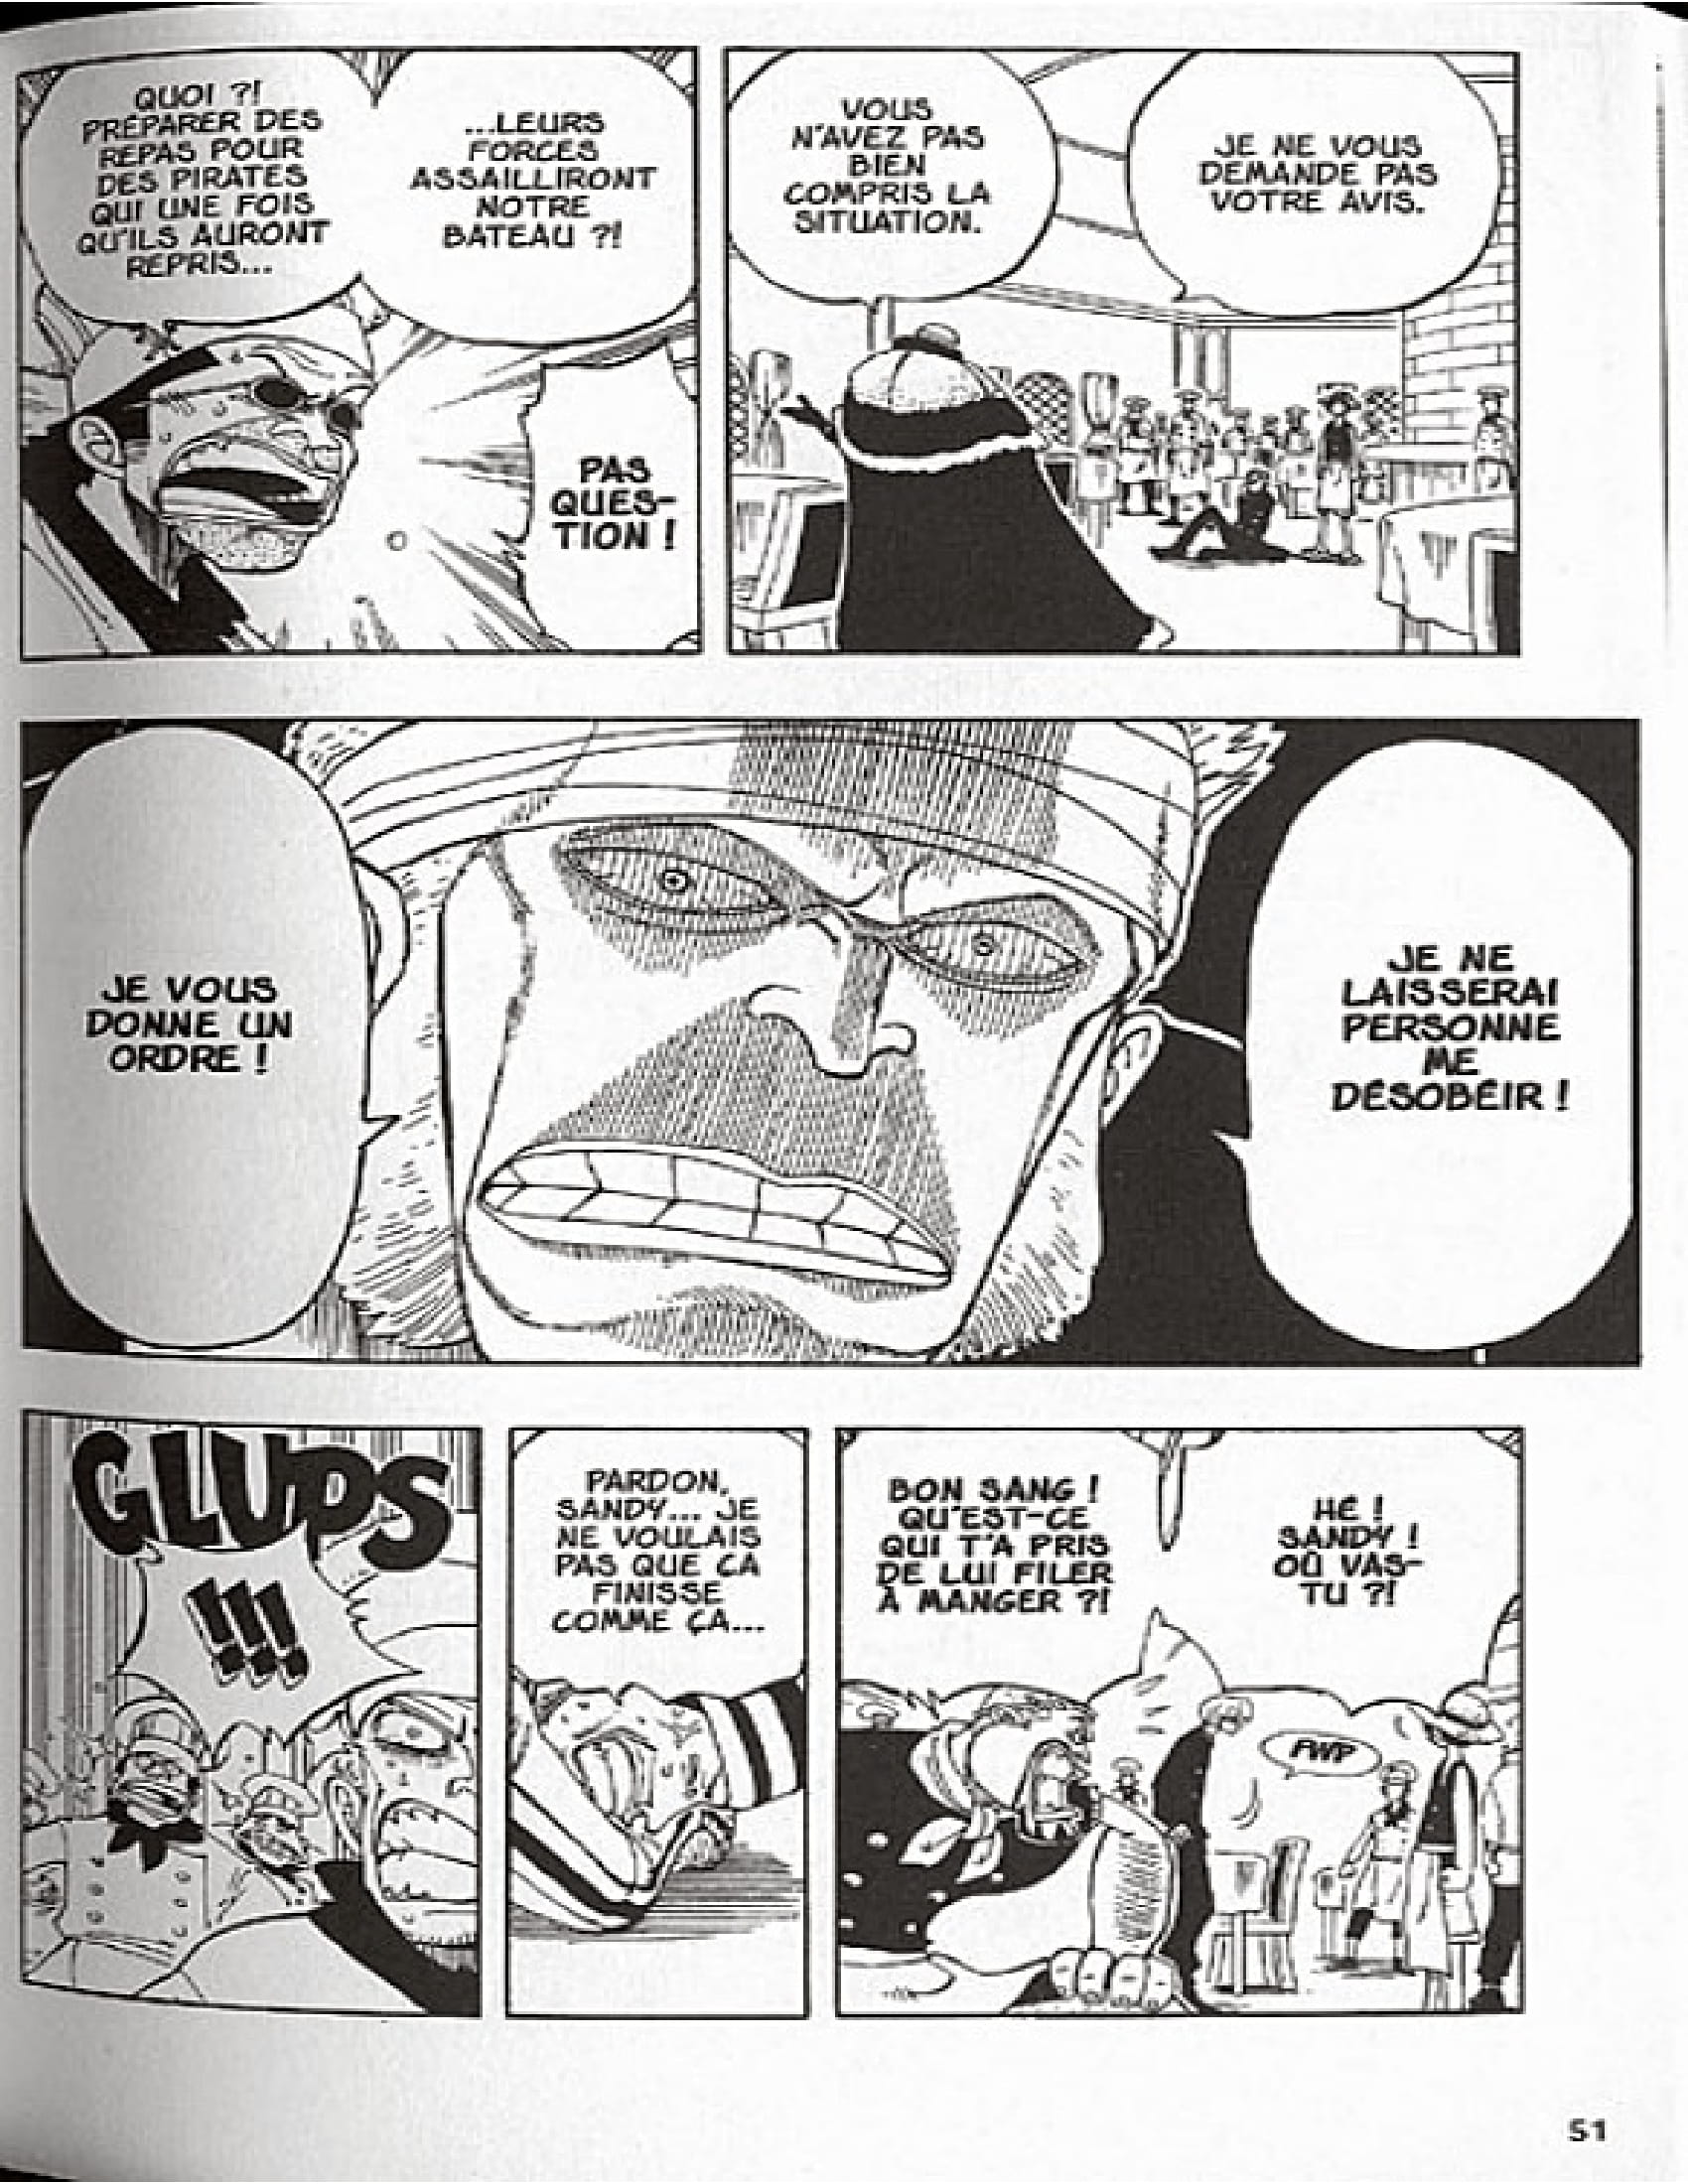 QUOI ?!
PRÉPARER DES
REPAS POUR
DES PIRATES
QUI UNE FOIS
QU'ILS AURONT
REPRIS...
...LEURS
FORCES
ASSAILLIRONT
NOTRE
BATEAU ?!
PAS
QUES-
TION !
VOUS
N'AVEZ PAS
BIEN
COMPRIS LA
SITUATION.
JE NE VOUS
DEMANDE PAS
VOTRE AVIS.
JE VOUS
DONNE UN
ORDRE !
JE NE
LAISSERAI
PERSONNE
ME
DÉSOBÉIR !
GLUPS
!!!
PARDON,
SANDY... JE
NE VOULAIS
PAS QUE CA
FINISSE
COMME ÇA...
BON SANG !
QU'EST-CE
QUI T'A PRIS
DE LUI FILER
À MANGER ?!
HÉ !
SANDY !
OÙ VAS-
TU ?!
FWP
51